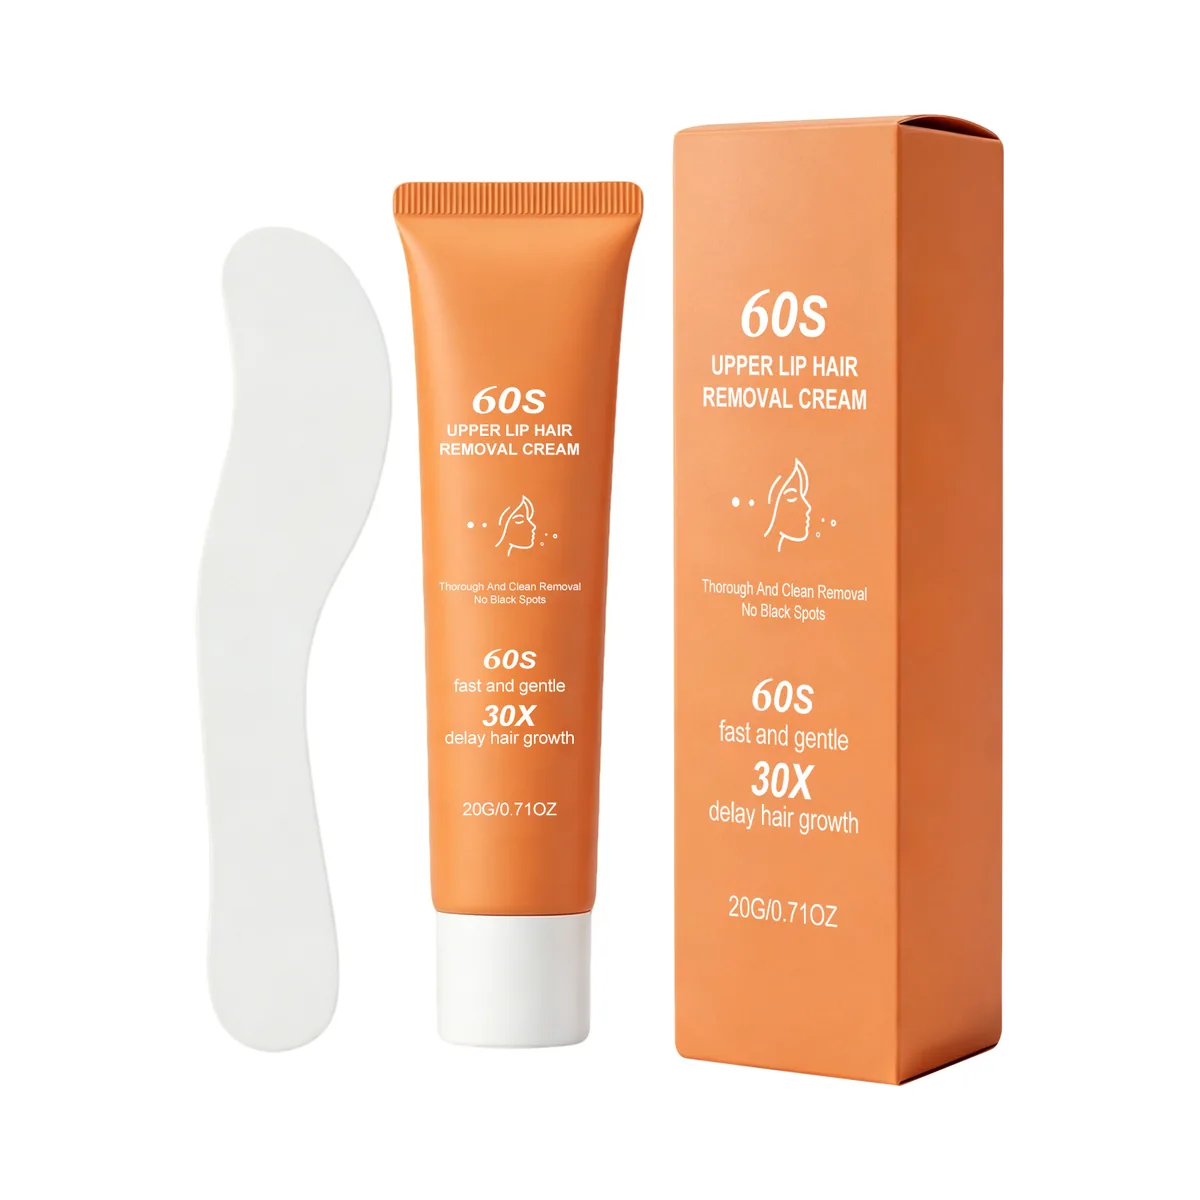 60S
UPPER LIP HAIR
REMOVAL CREAM
Thorough And Clean Removal
No Black Spots
60S
fast and gentle
30X
delay hair growth
20G/0.71OZ
60S
UPPER LIP HAIR
REMOVAL CREAM
Thorough And Clean Removal
No Black Spots
60S
fast and gentle
30X
delay hair growth
20G/0.71OZ